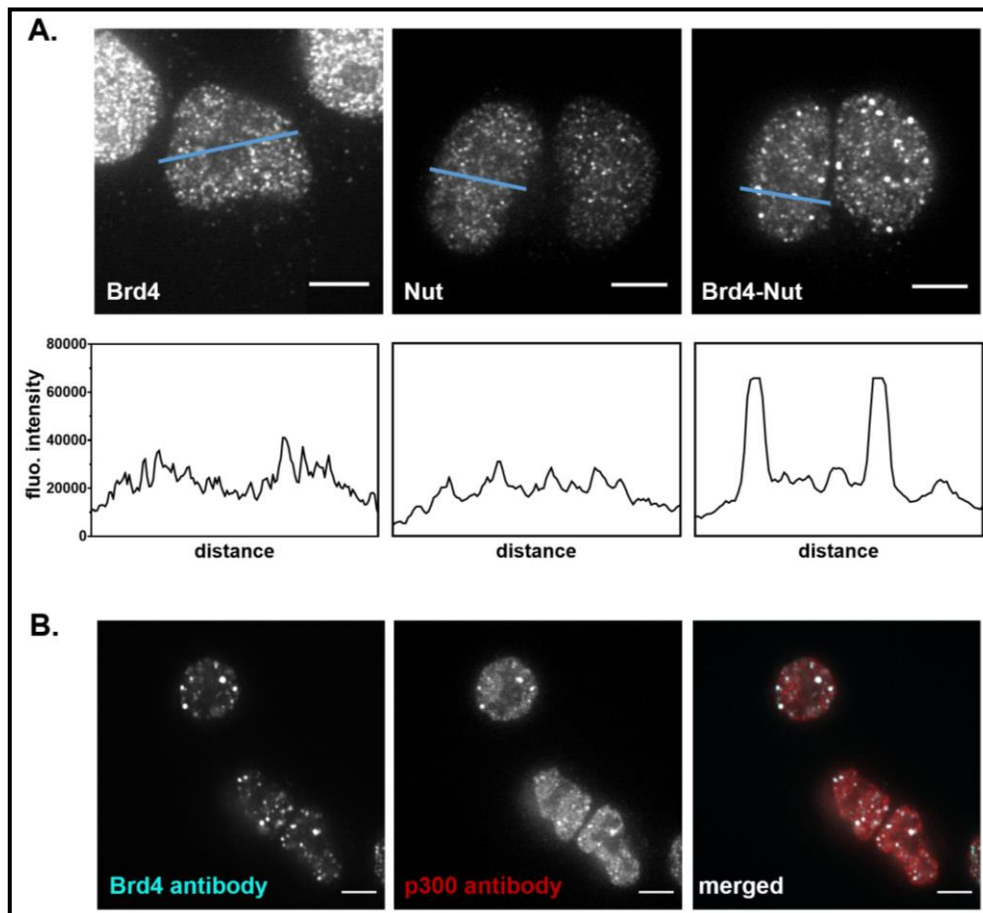 A.
Brd4
Nut
Brd4-Nut
80000
60000
40000
20000
0
fluo. intensity
distance
distance
distance
B.
Brd4 antibody
p300 antibody
merged